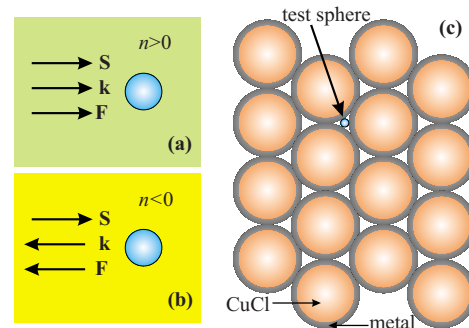 n>0
S
k
F
(a)
n<0
S
k
F
(b)
test sphere
(c)
CuCl
metal